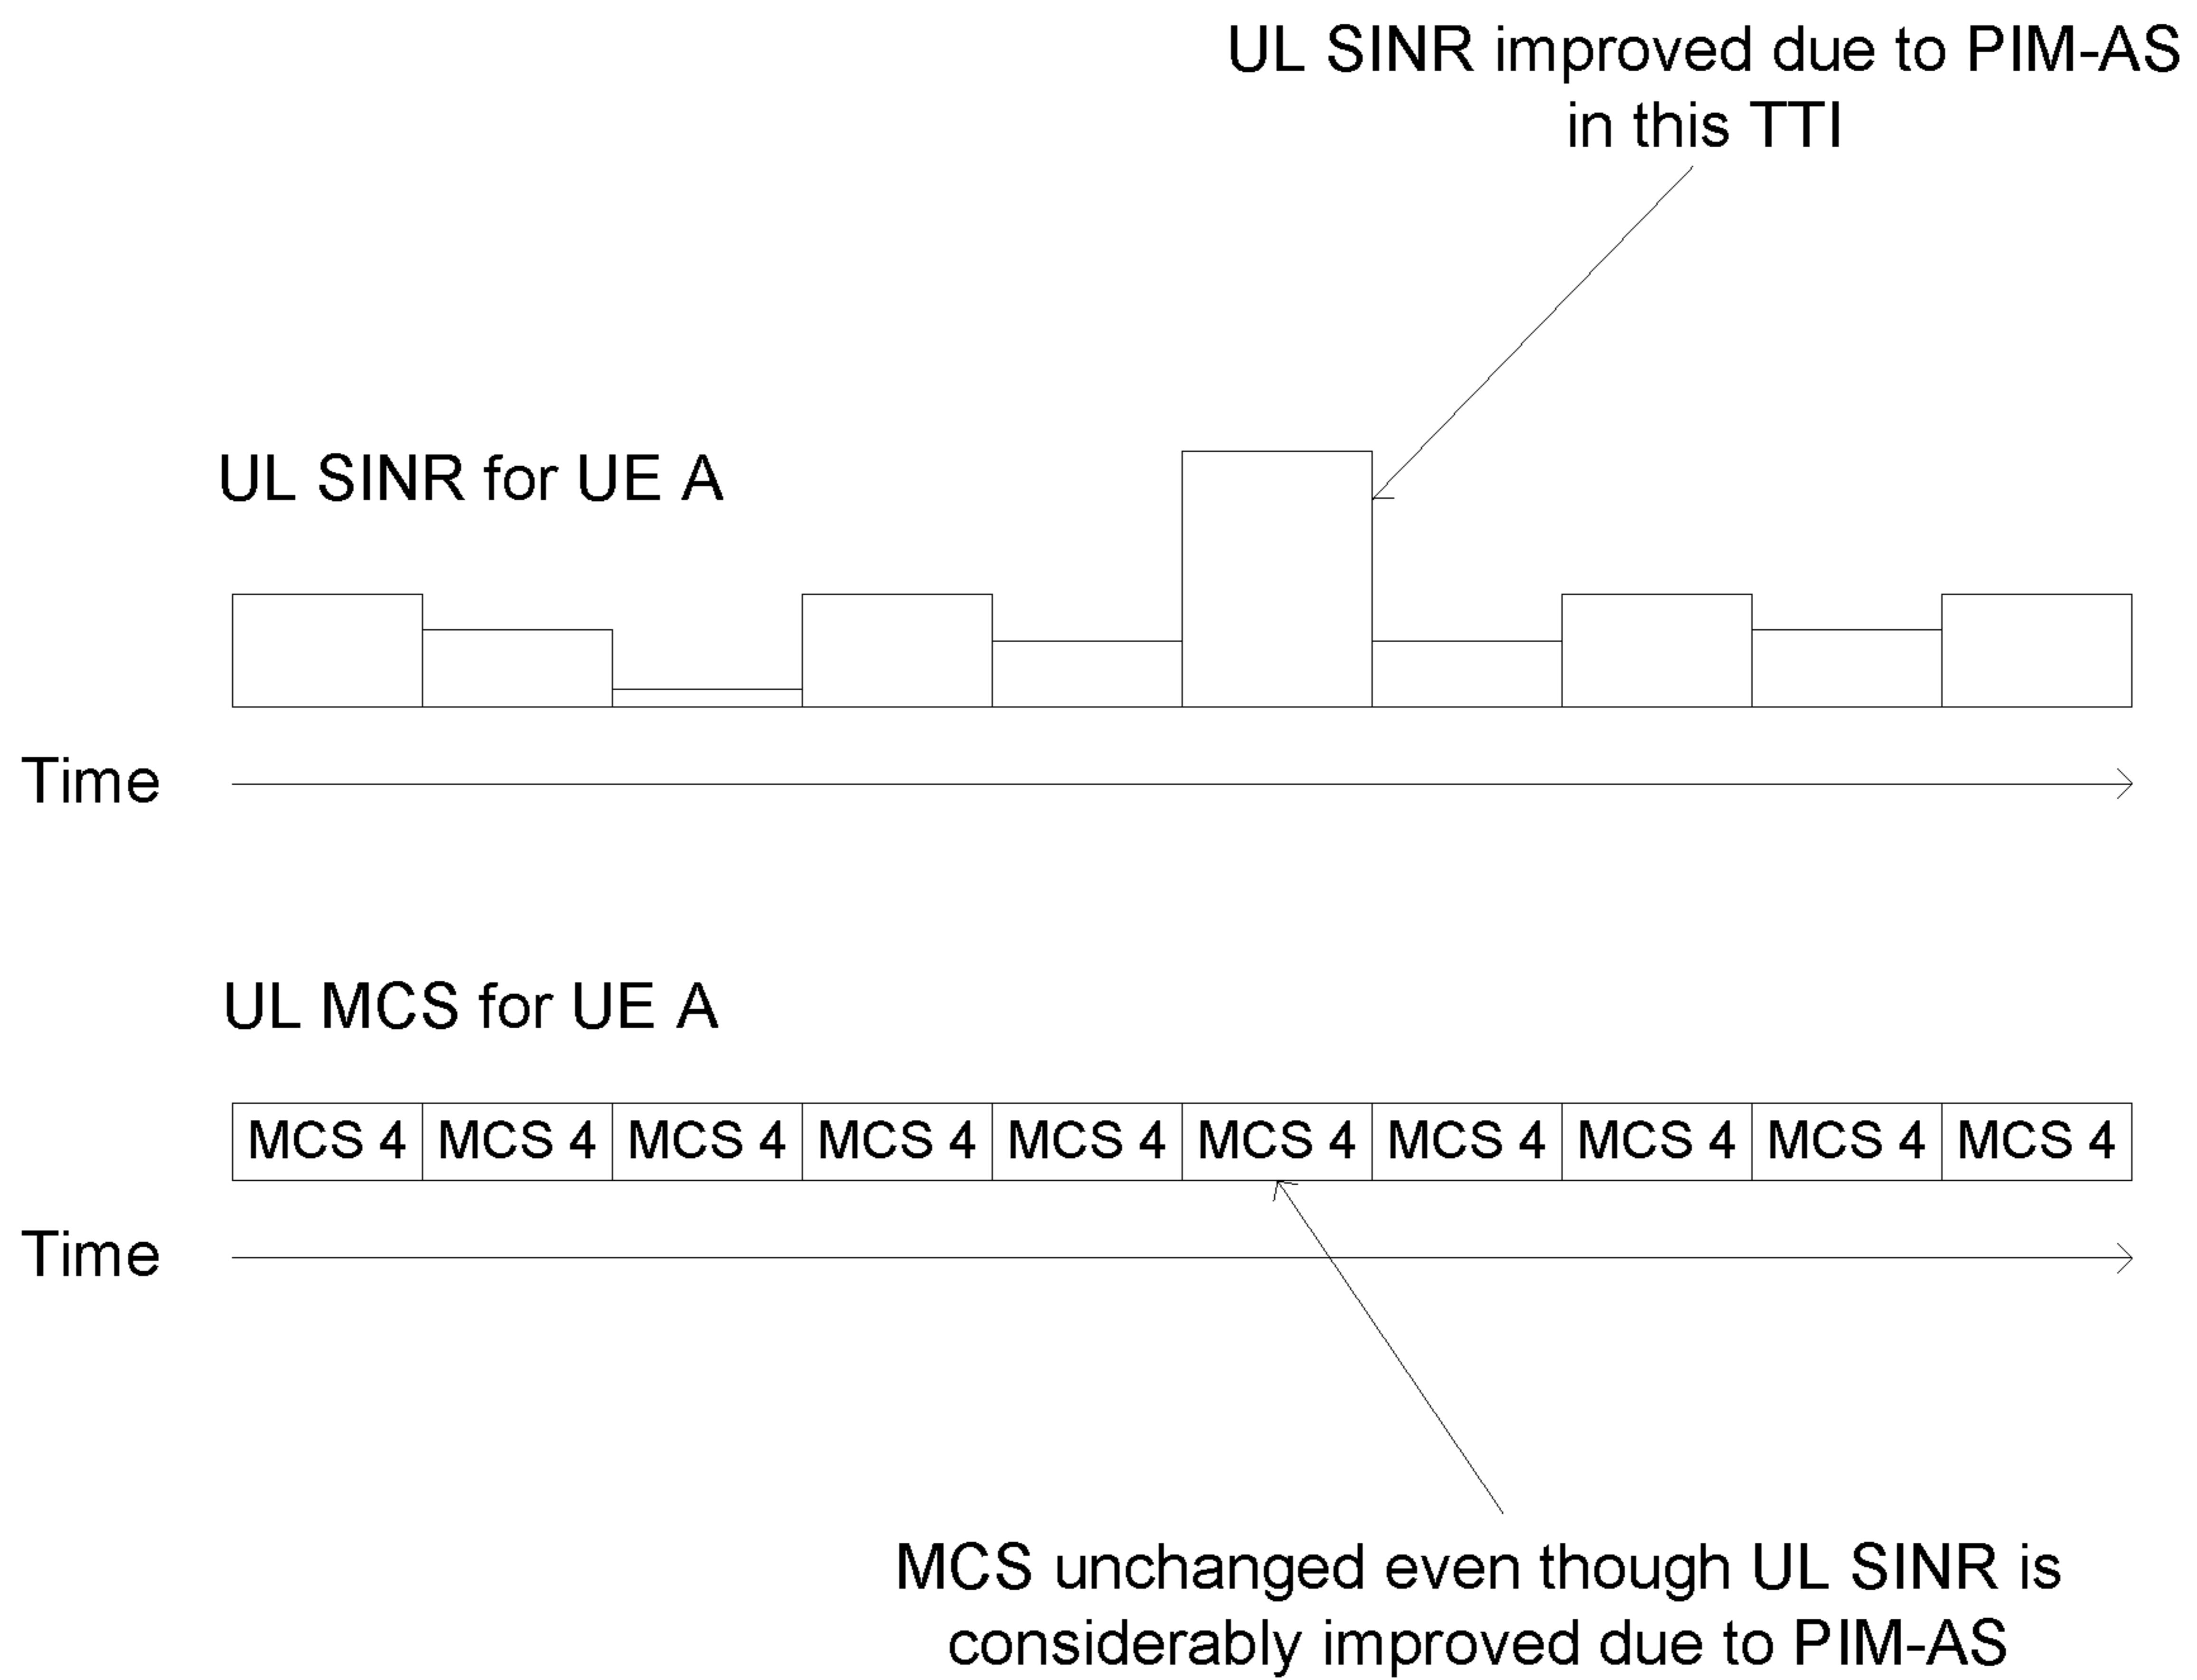 UL SINR improved due to PIM-AS
in this TTI
UL SINR for UE A
Time
UL MCS for UE A
MCS 4 MCS 4 MCS 4 MCS 4 MCS 4 MCS 4 MCS 4 MCS 4 MCS 4 MCS 4
Time
MCS unchanged even though UL SINR is
considerably improved due to PIM-AS